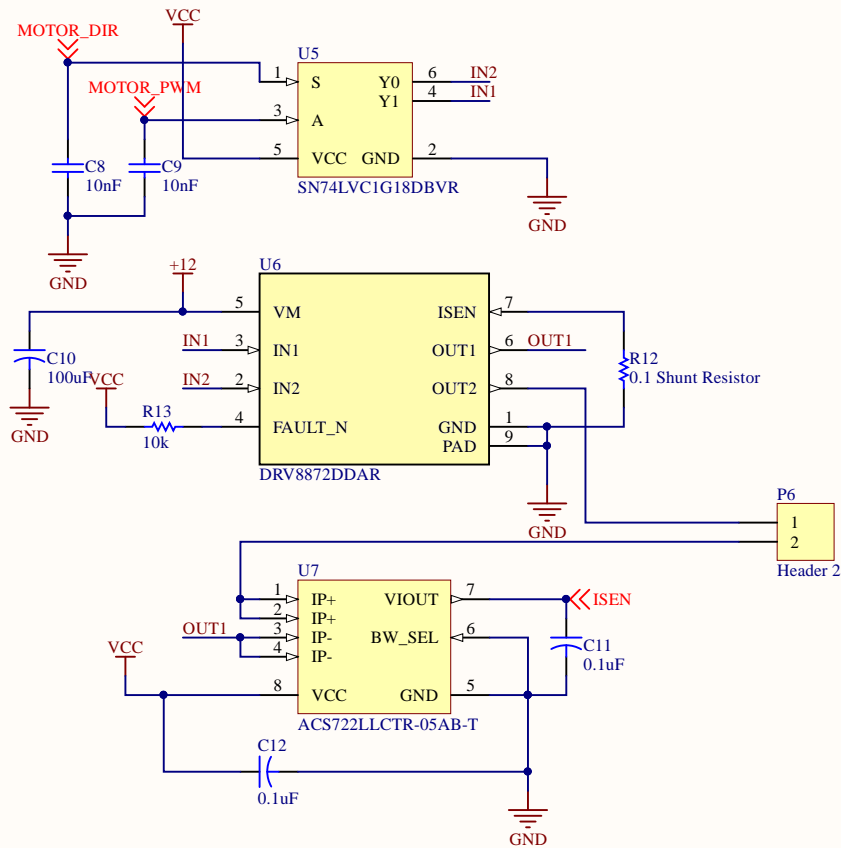 MOTOR_DIR
VCC
MOTOR_PWM
U5
1 S Y0 6 IN2
Y1 4 IN1
3 A
5 VCC GND 2
SN74LVC1G18DBVR
C8
10nF
C9
10nF
GND
GND
+12
U6
5 VM ISEN 7
IN1 3 IN1 OUT1 6 OUT1
IN2 2 IN2 OUT2 8
4 FAULT_N GND 1
PAD 9
DRV8872DDAR
C10
100uF
GND
VCC
R13
10k
R12
0.1 Shunt Resistor
GND
P6
1
2
Header 2
U7
1 IP+ VIOUT 7 ISEN
2 IP+
OUT1 3 IP- BW_SEL 6
4 IP-
VCC
8 VCC GND 5
ACS722LLCTR-05AB-T
C11
0.1uF
C12
0.1uF
GND